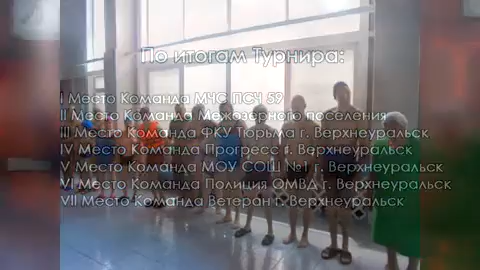 По итогам Турнира:
I Место Команда МЧС ПСЧ 59
II Место Команда Межозерного поселения
III Место Команда ФКУ Тюрьма г. Верхнеуральск
IV Место Команда Прогресс г. Верхнеуральск
V Место Команда МОУ СОШ №1 г. Верхнеуральск
VI Место Команда Полиция ОМВД г. Верхнеуральск
VII Место Команда Ветеран г. Верхнеуральск